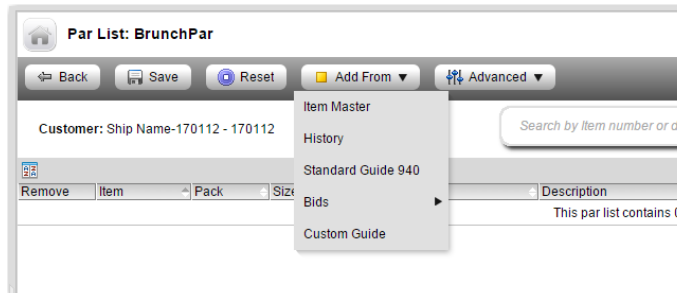 Par List: BrunchPar
Back Save Reset Add From ▼ Advanced ▼
Item Master
Customer: Ship Name-170112 - 170112
Search by Item number or d
History
Standard Guide 940
Remove Item Pack Size Description
Bids
This par list contains
Custom Guide